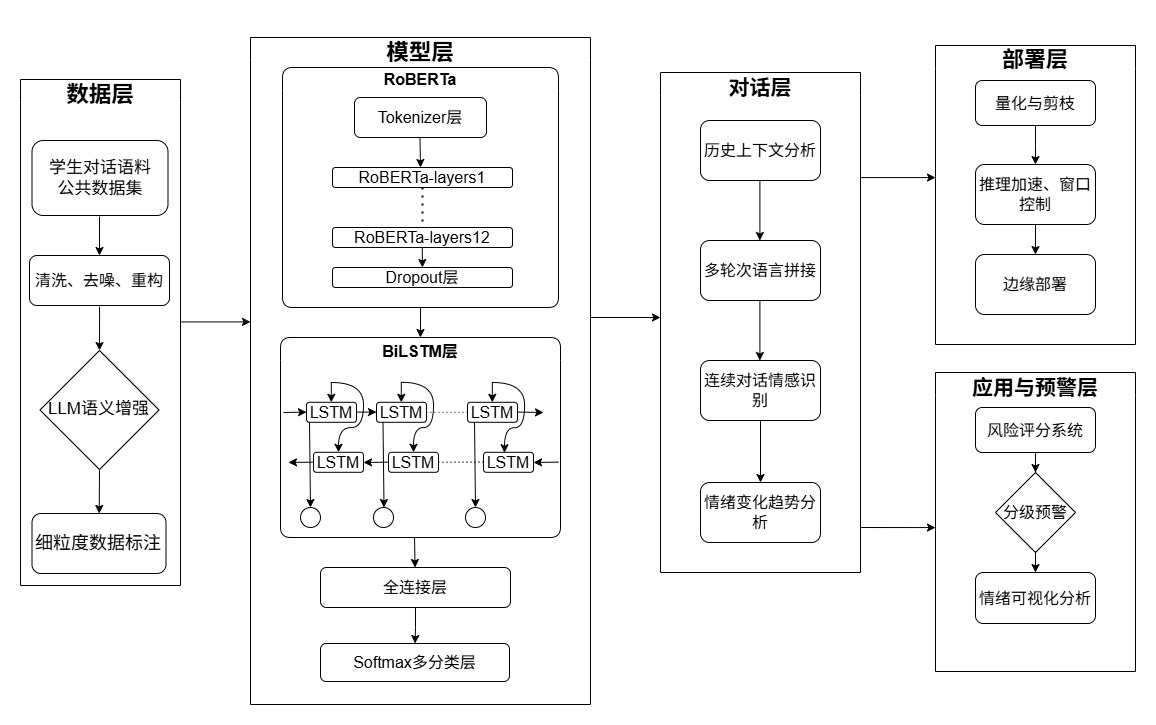 数据层
学生对话语料
公共数据集
清洗、去噪、重构
LLM语义增强
细粒度数据标注
模型层
RoBERTa
Tokenizer层
RoBERTa-layers1
RoBERTa-layers12
Dropout层
BiLSTM层
LSTM
LSTM
LSTM
LSTM
LSTM
LSTM
全连接层
Softmax多分类层
对话层
历史上下文分析
多轮次语言拼接
连续对话情感识
别
情绪变化趋势分
析
部署层
量化与剪枝
推理加速、窗口
控制
边缘部署
应用与预警层
风险评分系统
分级预警
情绪可视化分析